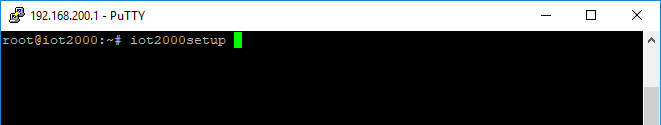 192.168.200.1 - PuTTY
root@iot2000:~# iot2000setup